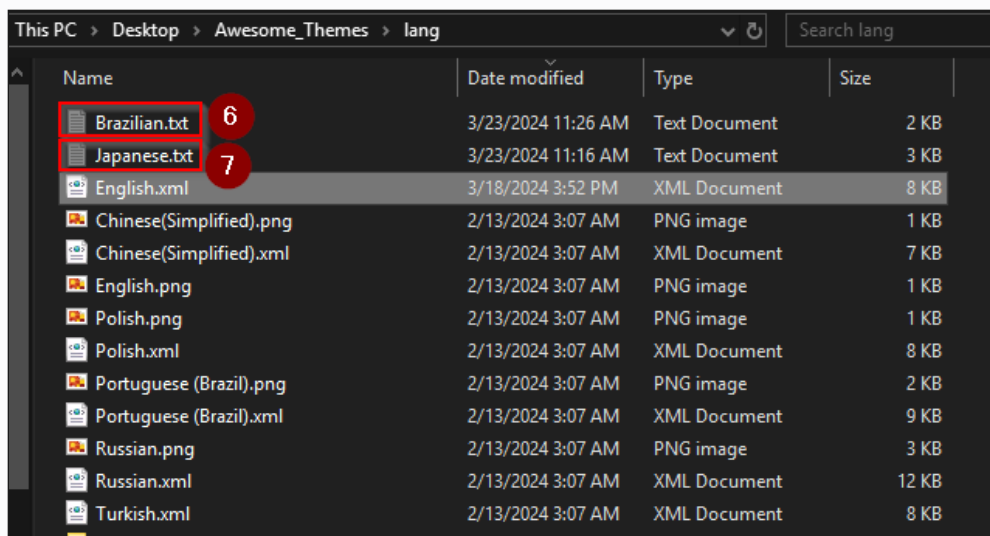 This PC > Desktop > Awesome_Themes > lang Search lang
Name Date modified Type Size
Brazilian.txt 6 3/23/2024 11:26 AM Text Document 2 KB
Japanese.txt 7 3/23/2024 11:16 AM Text Document 3 KB
English.xml 3/18/2024 3:52 PM XML Document 8 KB
Chinese(Simplified).png 2/13/2024 3:07 AM PNG image 1 KB
Chinese(Simplified).xml 2/13/2024 3:07 AM XML Document 7 KB
English.png 2/13/2024 3:07 AM PNG image 1 KB
Polish.png 2/13/2024 3:07 AM PNG image 1 KB
Polish.xml 2/13/2024 3:07 AM XML Document 8 KB
Portuguese (Brazil).png 2/13/2024 3:07 AM PNG image 2 KB
Portuguese (Brazil).xml 2/13/2024 3:07 AM XML Document 9 KB
Russian.png 2/13/2024 3:07 AM PNG image 3 KB
Russian.xml 2/13/2024 3:07 AM XML Document 12 KB
Turkish.xml 2/13/2024 3:07 AM XML Document 8 KB